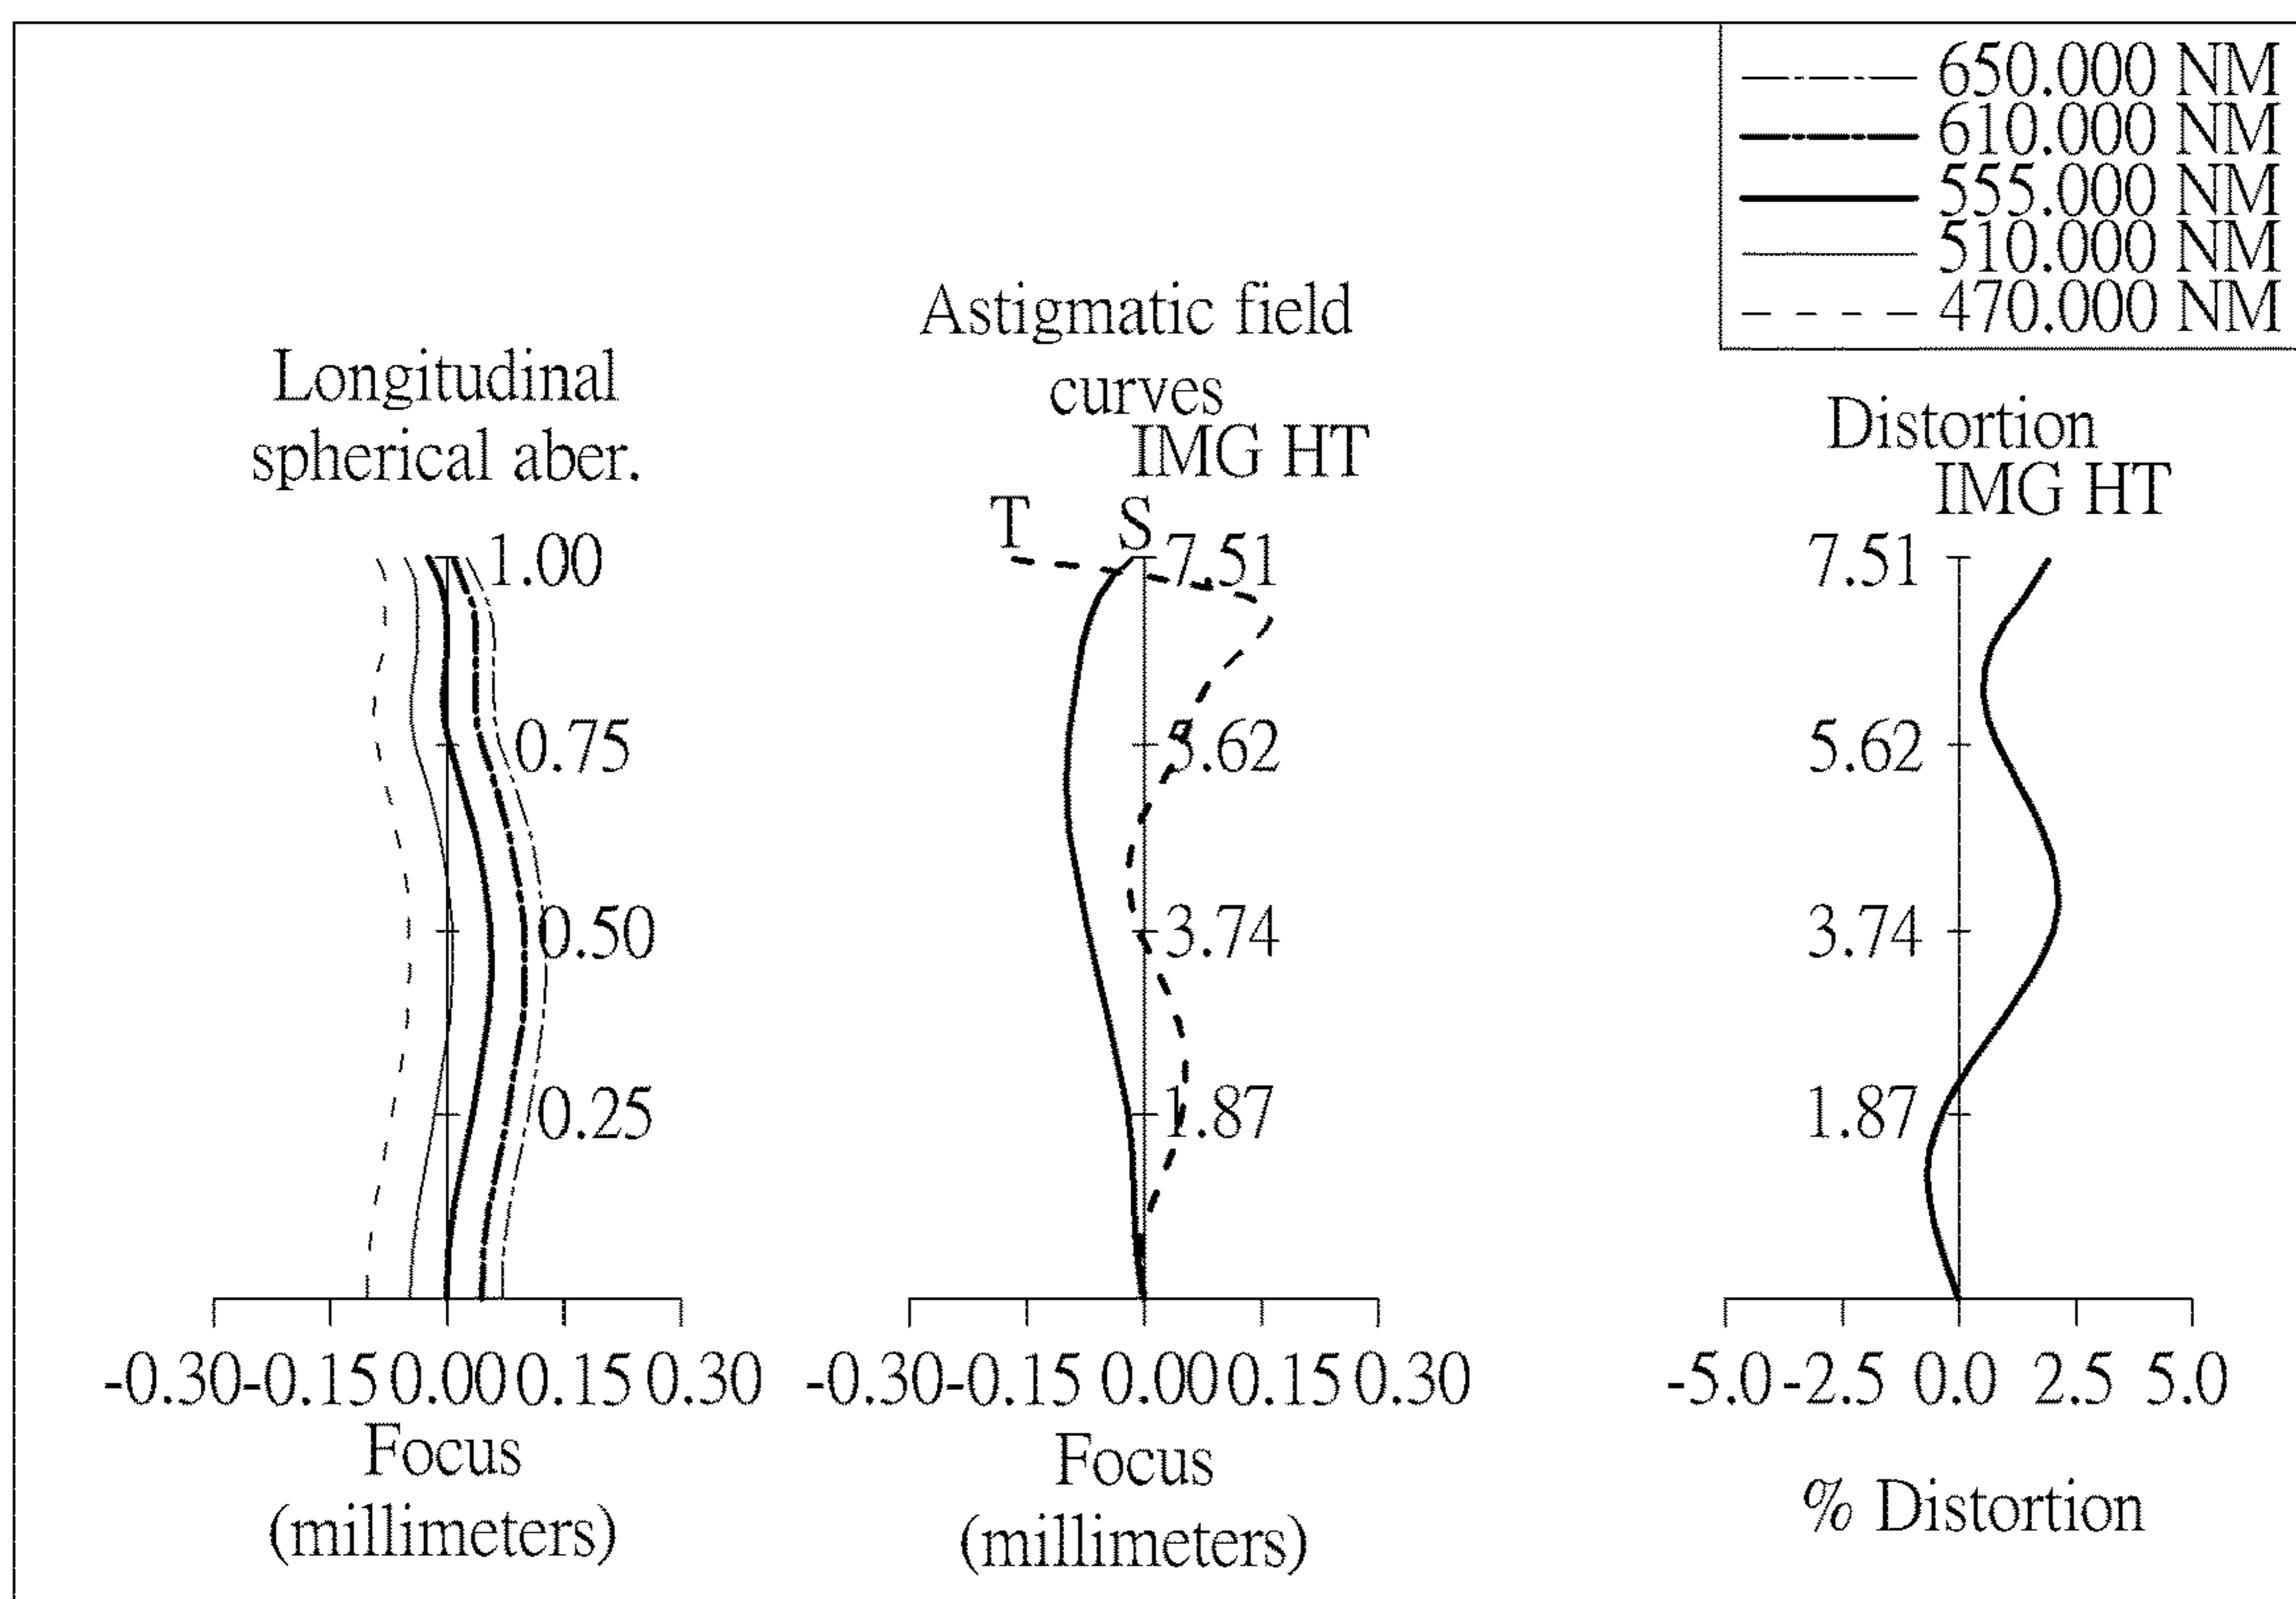 650.000 NM
610.000 NM
555.000 NM
510.000 NM
470.000 NM
Longitudinal
spherical aber.
1.00
0.75
0.50
0.25
-0.30 -0.15 0.00 0.15 0.30
Focus
(millimeters)
Astigmatic field
curves
IMG HT
T S
7.51
5.62
3.74
1.87
-0.30 -0.15 0.00 0.15 0.30
Focus
(millimeters)
Distortion
IMG HT
7.51
5.62
3.74
1.87
-5.0 -2.5 0.0 2.5 5.0
% Distortion